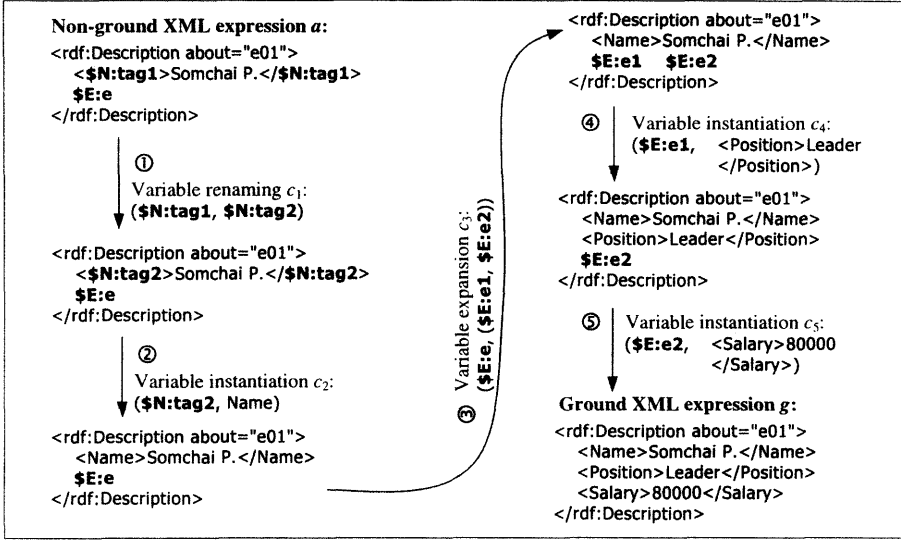 Non-ground XML expression a:
<rdf:Description about="e01">
<$N:tag1>Somchai P.</$N:tag1>
$E:e
</rdf:Description>
①
Variable renaming c1:
($N:tag1, $N:tag2)
<rdf:Description about="e01">
<$N:tag2>Somchai P.</$N:tag2>
$E:e
</rdf:Description>
②
Variable instantiation c2:
($N:tag2, Name)
<rdf:Description about="e01">
<Name>Somchai P.</Name>
$E:e
</rdf:Description>
③ Variable expansion c3:
($E:e, ($E:e1, $E:e2))
<rdf:Description about="e01">
<Name>Somchai P.</Name>
$E:e1 $E:e2
</rdf:Description>
④ Variable instantiation c4:
($E:e1, <Position>Leader
</Position>)
<rdf:Description about="e01">
<Name>Somchai P.</Name>
<Position>Leader</Position>
$E:e2
</rdf:Description>
⑤ Variable instantiation c5:
($E:e2, <Salary>80000
</Salary>)
Ground XML expression g:
<rdf:Description about="e01">
<Name>Somchai P.</Name>
<Position>Leader</Position>
<Salary>80000</Salary>
</rdf:Description>